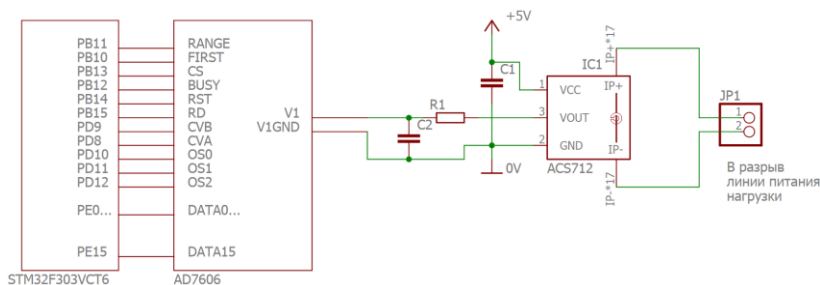 +5V
PB11 RANGE
PB10 FIRST
PB13 CS
PB12 BUSY
PB14 RST
PB15 RD
PD9 CVB
PD8 CVA
PD10 OS0
PD11 OS1
PD12 OS2
PE0... DATA0...
PE15 DATA15
STM32F303VCT6
AD7606
V1
V1GND
R1
C2
C1
0V
IC1
1 VCC
3 VOUT
2 GND
IP+
IP-
ACS712
IP+*17
IP-*17
JP1
1
2
В разрыв
линии питания
нагрузки